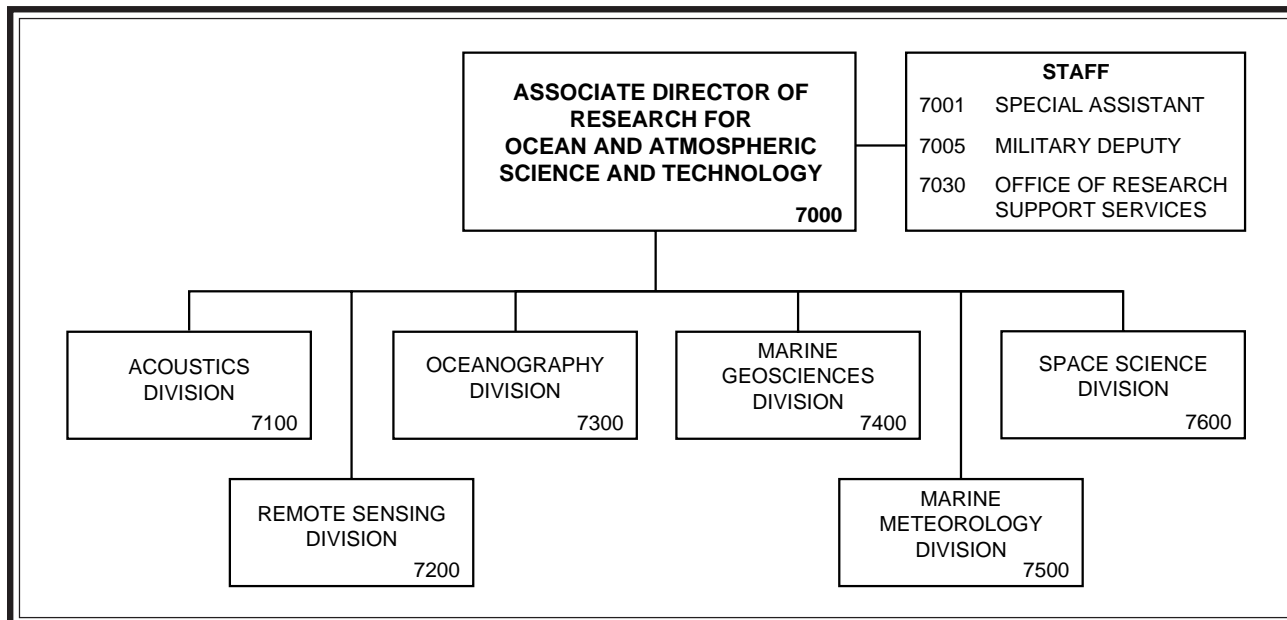 ASSOCIATE DIRECTOR OF
RESEARCH FOR
OCEAN AND ATMOSPHERIC
SCIENCE AND TECHNOLOGY
7000
STAFF
7001 SPECIAL ASSISTANT
7005 MILITARY DEPUTY
7030 OFFICE OF RESEARCH
SUPPORT SERVICES
ACOUSTICS
DIVISION
7100
OCEANOGRAPHY
DIVISION
7300
MARINE
GEOSCIENCES
DIVISION
7400
SPACE SCIENCE
DIVISION
7600
REMOTE SENSING
DIVISION
7200
MARINE
METEOROLOGY
DIVISION
7500